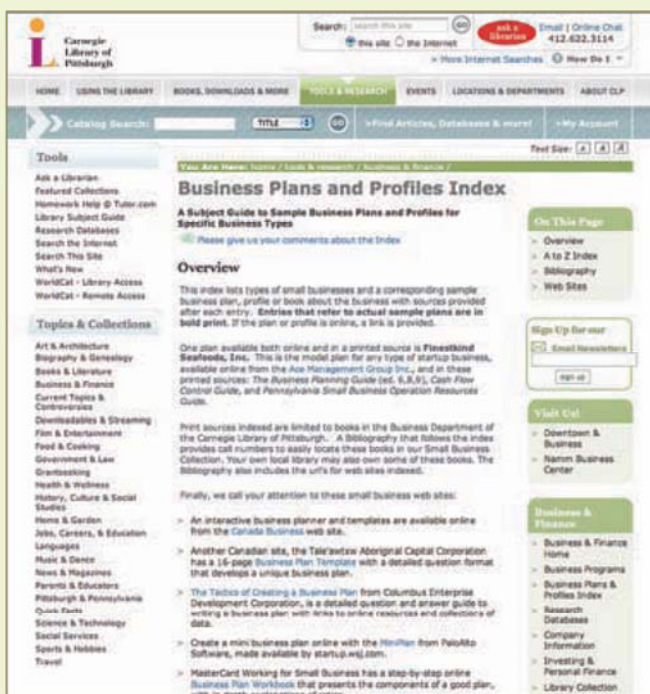 Carnegie
Library of
Pittsburgh
Search: search this site GO
this site the Internet
ask a
librarian
Email | Online Chat
412.622.3114
» More Internet Searches How Do I
HOME USING THE LIBRARY BOOKS, DOWNLOADS & MORE TOOLS & RESEARCH EVENTS LOCATIONS & DEPARTMENTS ABOUT CLP
Catalog Search: TITLE GO »Find Articles, Databases & more! »My Account
Text Size: A A A
Tools
Ask a Librarian
Featured Collections
Homework Help @ Tutor.com
Library Subject Guide
Research Databases
Search the Internet
Search This Site
What's New
WorldCat - Library Access
WorldCat - Remote Access
Topics & Collections
Art & Architecture
Biography & Genealogy
Books & Literature
Business & Finance
Current Topics &
Controversies
Downloadables & Streaming
Film & Entertainment
Food & Cooking
Government & Law
Grantseeking
Health & Wellness
History, Culture & Social
Studies
Home & Garden
Jobs, Careers, & Education
Languages
Music & Dance
News & Magazines
Parents & Educators
Pittsburgh & Pennsylvania
Quick Facts
Science & Technology
Social Services
Sports & Hobbies
Travel
You Are Here: home / tools & research / business & finance /
Business Plans and Profiles Index
A Subject Guide to Sample Business Plans and Profiles for
Specific Business Types
Please give us your comments about the Index
Overview
This index lists types of small businesses and a corresponding sample
business plan, profile or book about the business with sources provided
after each entry. Entries that refer to actual sample plans are in
bold print. If the plan or profile is online, a link is provided.
One plan available both online and in a printed source is Finestkind
Seafoods, Inc. This is the model plan for any type of startup business,
available online from the Ace Management Group Inc., and in these
printed sources: The Business Planning Guide (ed. 6,8,9), Cash Flow
Control Guide, and Pennsylvania Small Business Operation Resources
Guide.
Print sources indexed are limited to books in the Business Department of
the Carnegie Library of Pittsburgh. A Bibliography that follows the index
provides call numbers to easily locate these books in our Small Business
Collection. Your own local library may also own some of these books. The
Bibliography also includes the url's for web sites indexed.
Finally, we call your attention to these small business web sites:
» An interactive business planner and templates are available online
from the Canada Business web site.
» Another Canadian site, the Tale'awtxw Aboriginal Capital Corporation
has a 16-page Business Plan Template with a detailed question format
that develops a unique business plan.
» The Tactics of Creating a Business Plan from Columbus Enterprise
Development Corporation, is a detailed question and answer guide to
writing a business plan with links to online resources and collections of
data.
» Create a mini business plan online with the MiniPlan from PaloAlto
Software, made available by startup.wsj.com.
» MasterCard Working for Small Business has a step-by-step online
Business Plan Workbook that presents the components of a good plan,
On This Page
» Overview
» A to Z Index
» Bibliography
» Web Sites
Sign Up for our
Email Newsletters
sign up
Visit Us!
» Downtown &
Business
» Namm Business
Center
Business &
Finance
» Business & Finance
Home
» Business Programs
» Business Plans &
Profiles Index
» Research
Databases
» Company
Information
» Investing &
Personal Finance
» Library Collection